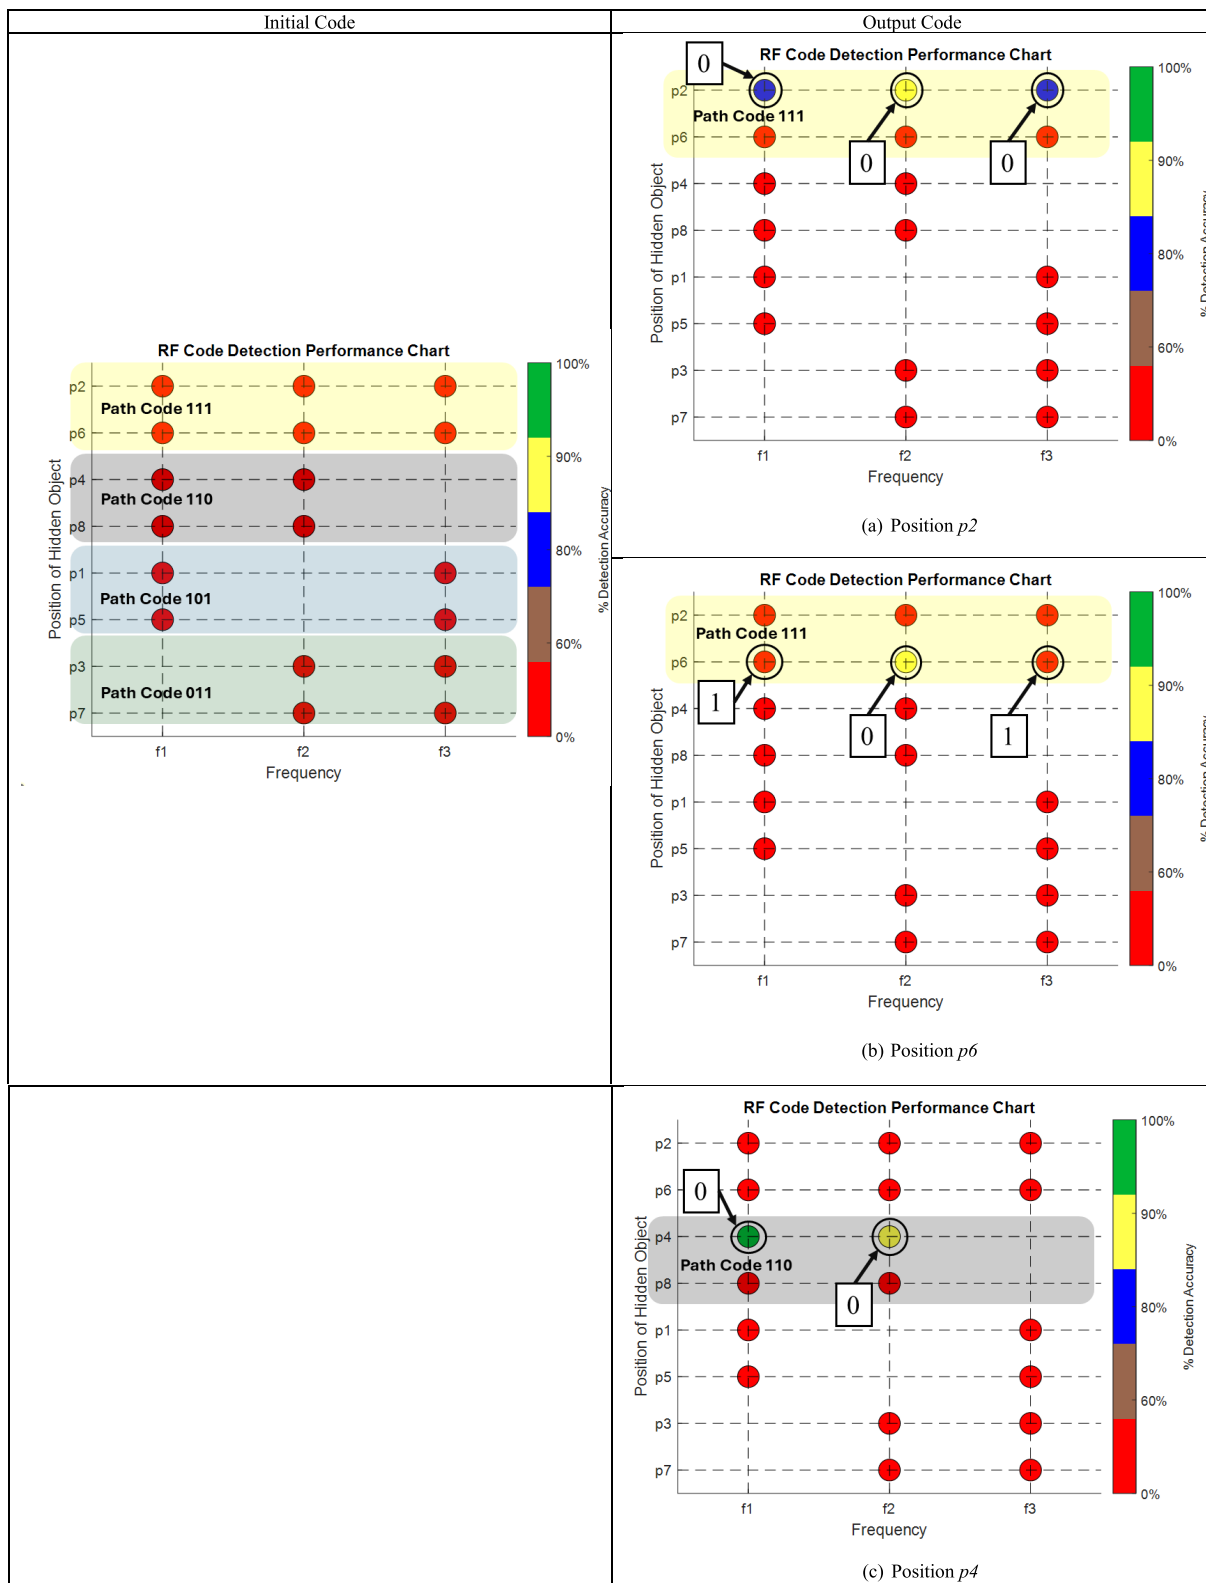 Initial Code
Output Code
RF Code Detection Performance Chart
p2
Path Code 111
p6
p4
Path Code 110
p8
p1
Path Code 101
p5
p3
Path Code 011
p7
f1 f2 f3
Frequency
Position of Hidden Object
100%
90%
80%
60%
0%
% Detection Accuracy
RF Code Detection Performance Chart
0
p2
Path Code 111
p6
0 0
p4
p8
p1
p5
p3
p7
f1 f2 f3
Frequency
Position of Hidden Object
100%
90%
80%
60%
0%
% Detection Accuracy
(a) Position p2
RF Code Detection Performance Chart
p2
Path Code 111
p6
1
0 1
p4
p8
p1
p5
p3
p7
f1 f2 f3
Frequency
Position of Hidden Object
100%
90%
80%
60%
0%
% Detection Accuracy
(b) Position p6
RF Code Detection Performance Chart
p2
0
p6
p4
Path Code 110
p8
0
p1
p5
p3
p7
f1 f2 f3
Frequency
Position of Hidden Object
100%
90%
80%
60%
0%
% Detection Accuracy
(c) Position p4